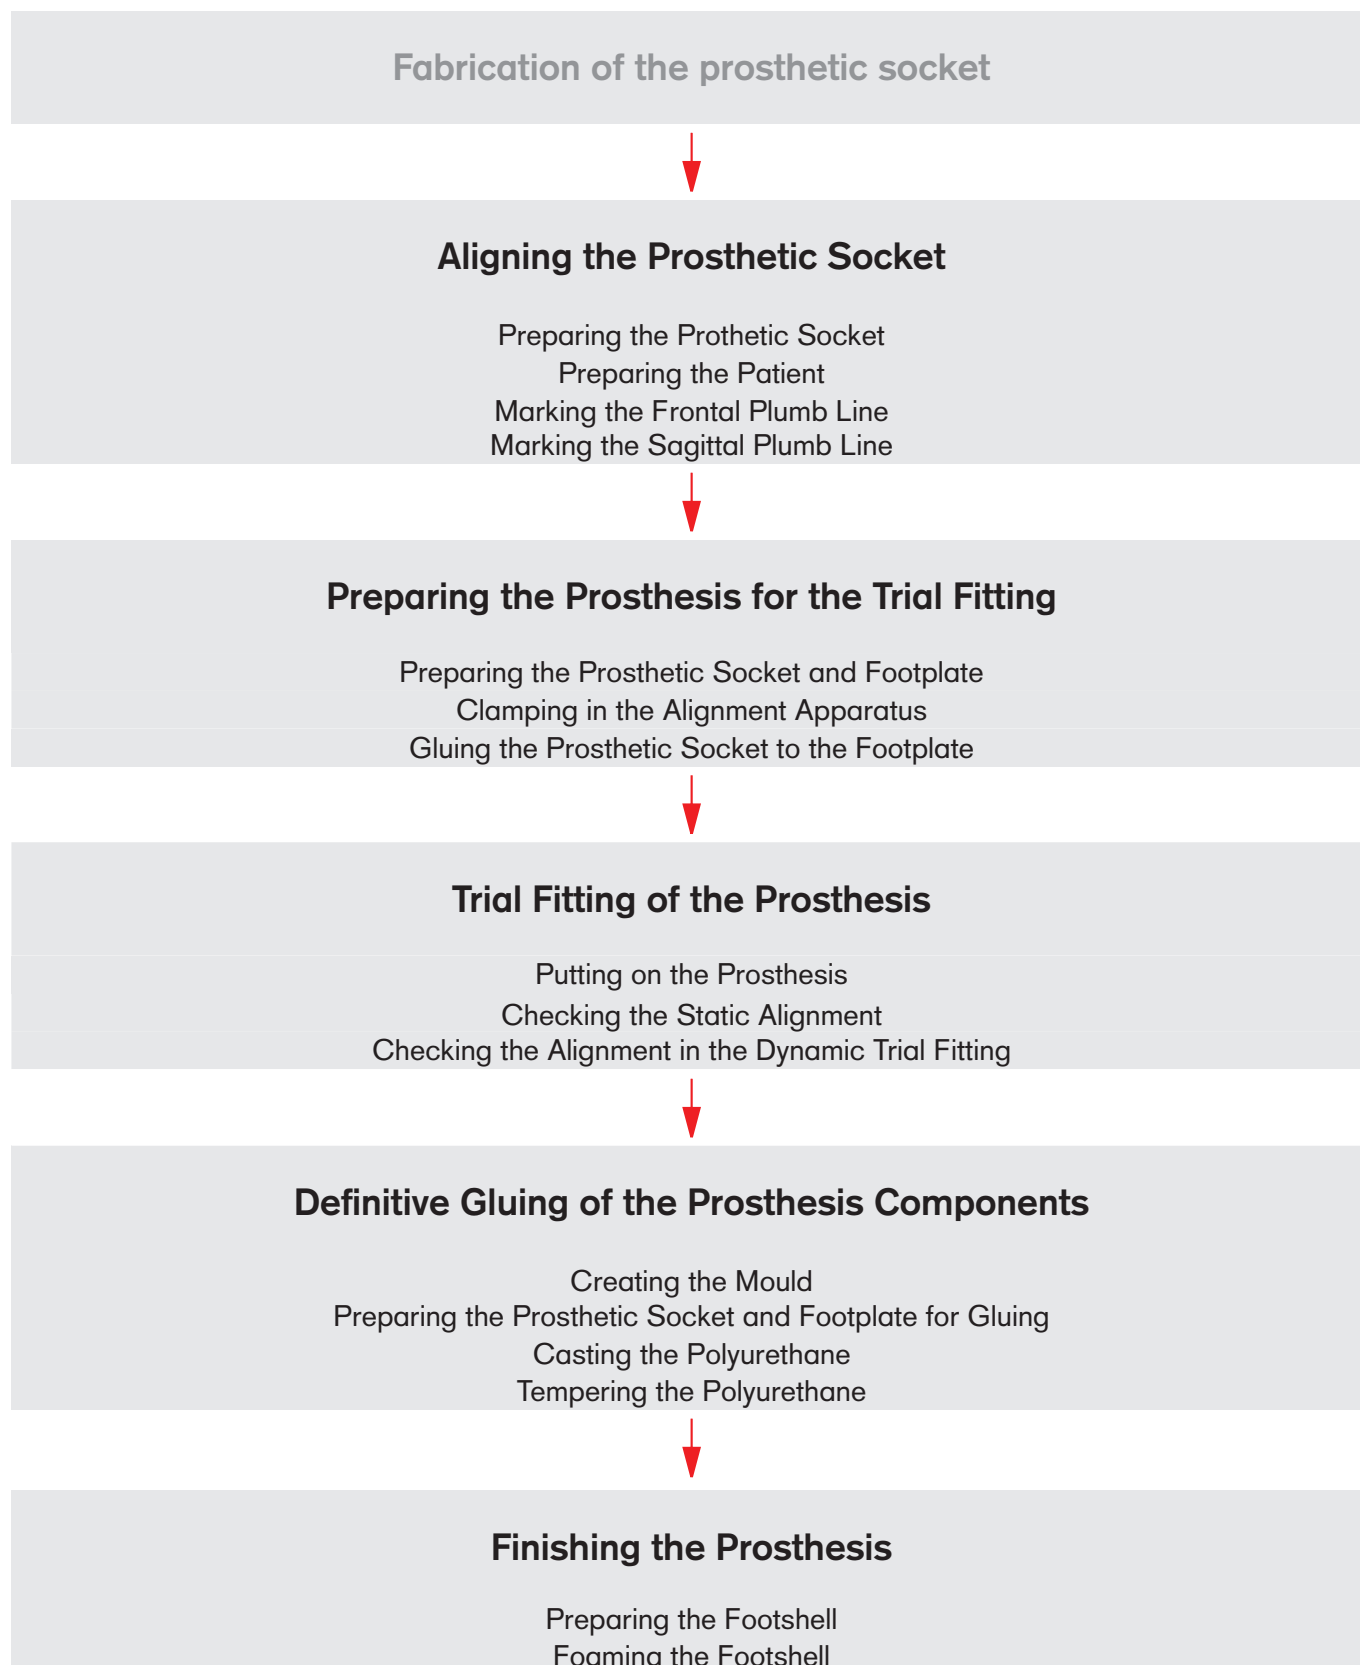 Fabrication of the prosthetic socket
Aligning the Prosthetic Socket
Preparing the Prothetic Socket
Preparing the Patient
Marking the Frontal Plumb Line
Marking the Sagittal Plumb Line
Preparing the Prosthesis for the Trial Fitting
Preparing the Prosthetic Socket and Footplate
Clamping in the Alignment Apparatus
Gluing the Prosthetic Socket to the Footplate
Trial Fitting of the Prosthesis
Putting on the Prosthesis
Checking the Static Alignment
Checking the Alignment in the Dynamic Trial Fitting
Definitive Gluing of the Prosthesis Components
Creating the Mould
Preparing the Prosthetic Socket and Footplate for Gluing
Casting the Polyurethane
Tempering the Polyurethane
Finishing the Prosthesis
Preparing the Footshell
Foaming the Footshell